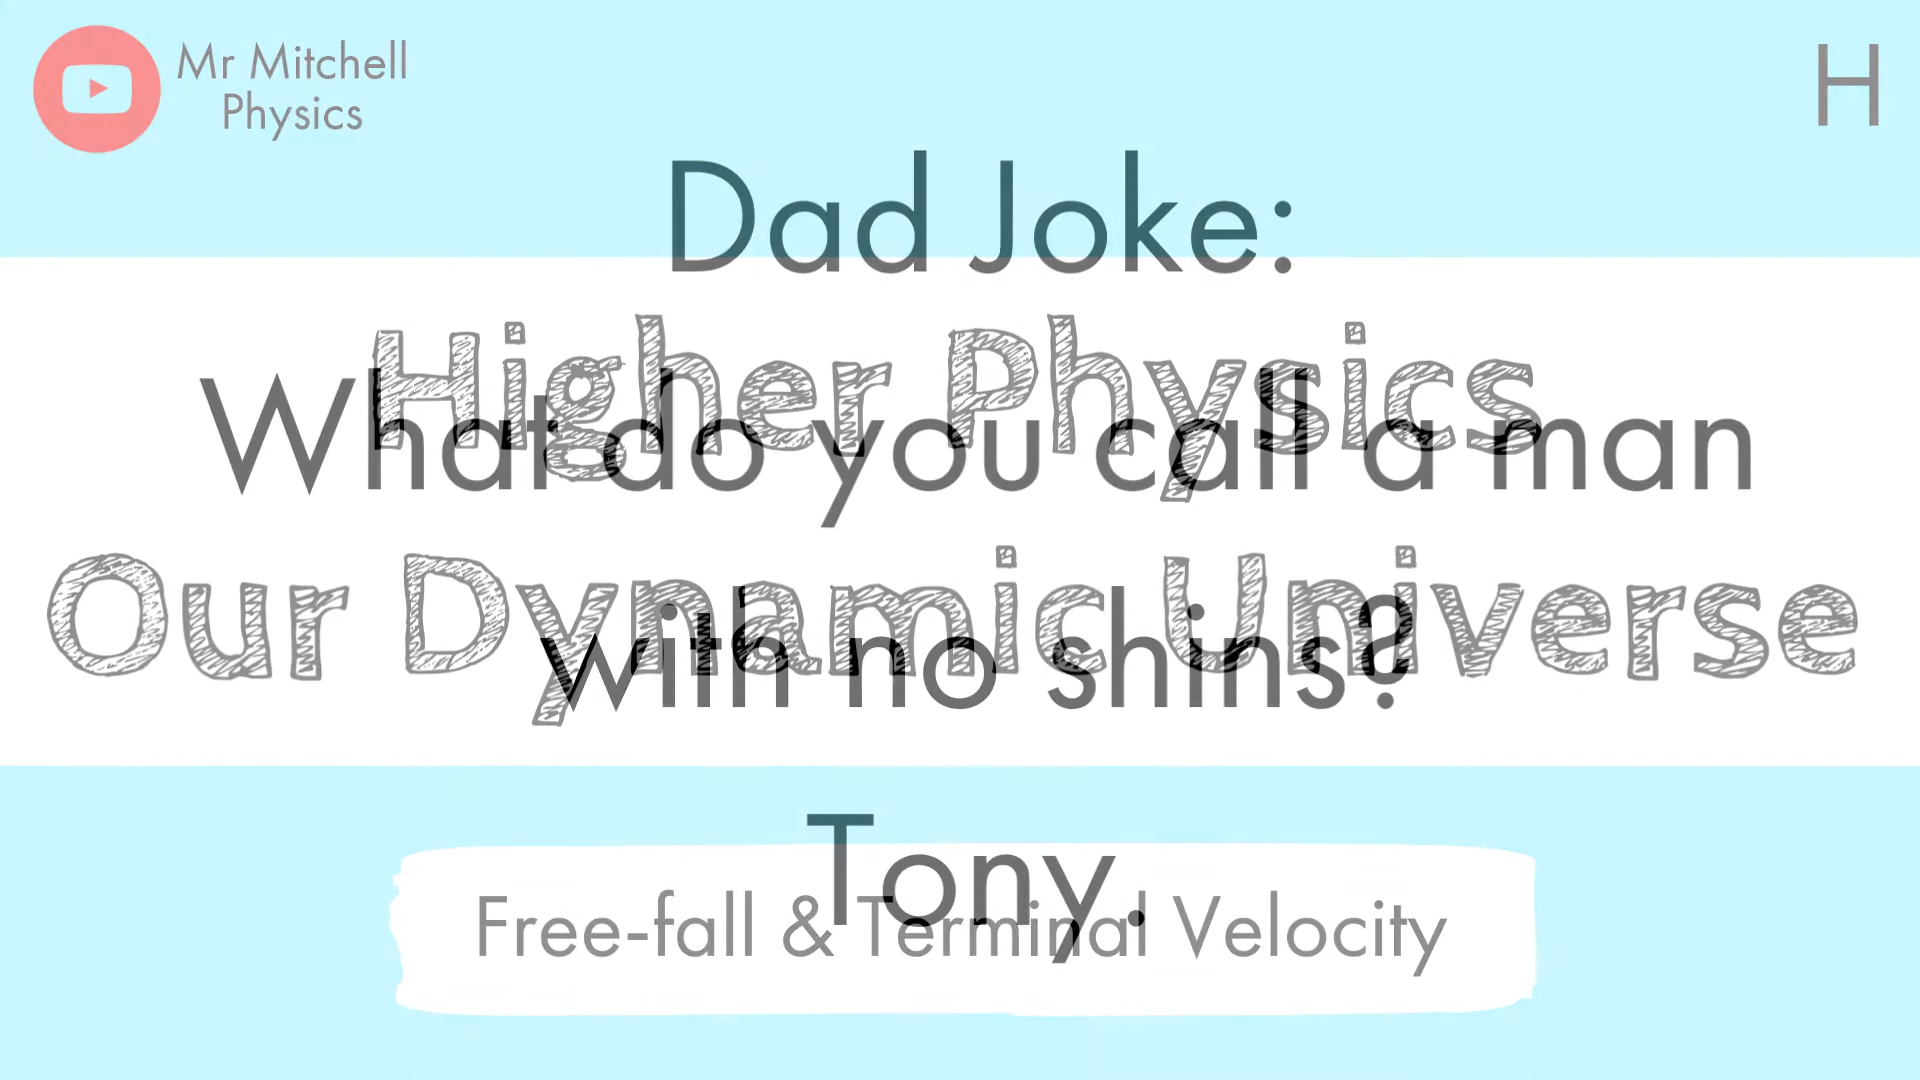 Mr Mitchell
Physics
H
Dad Joke:
Higher Physics
What do you call a man
Our Dynamic Universe
with no shins?
Tony.
Free-fall & Terminal Velocity